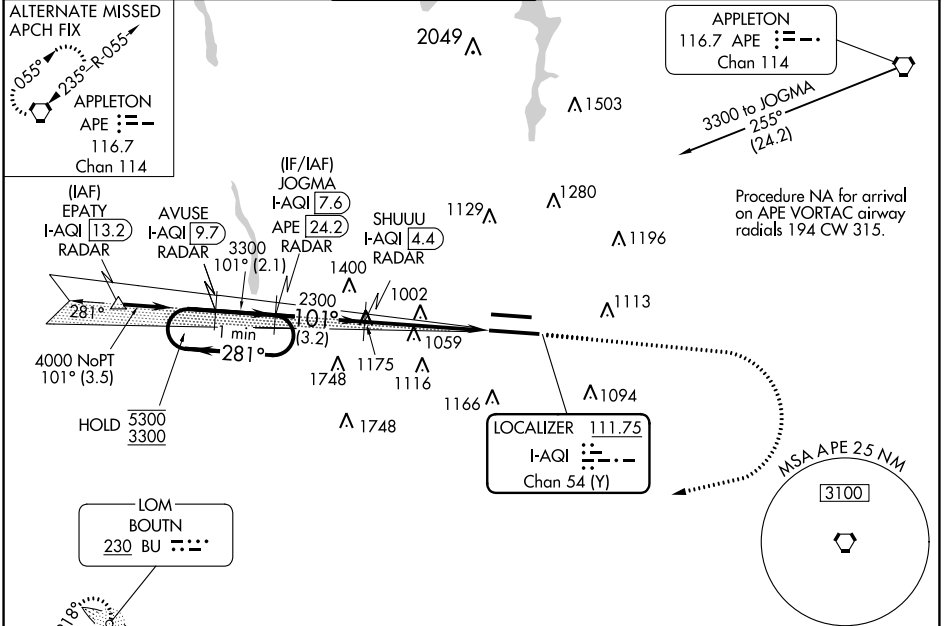 ALTERNATE MISSED
APCH FIX
055°
235°
R-055
APPLETON
APE
116.7
Chan 114
2049
1503
APPLETON
116.7 APE
Chan 114
3300 to JOGMA
255°
(24.2)
Procedure NA for arrival
on APE VORTAC airway
radials 194 CW 315.
(IAF)
EPATY
I-AQI 13.2
RADAR
AVUSE
I-AQI 9.7
RADAR
(IF/IAF)
JOGMA
I-AQI 7.6
APE 24.2
RADAR
SHUUU
I-AQI 4.4
RADAR
3300
101° (2.1)
1129
1280
1196
1400
1002
1113
281°
2300
101°
(3.2)
1059
1 min
281°
4000 NoPT
101° (3.5)
1748
1175
1116
HOLD 5300
3300
1748
1166
1094
LOCALIZER 111.75
I-AQI
Chan 54 (Y)
MSA APE 25 NM
3100
LOM
BOUTN
230 BU